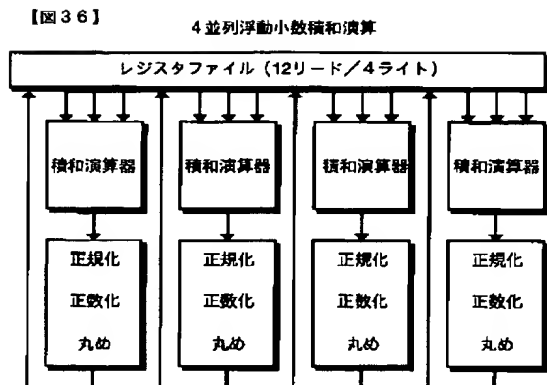 【図36】
4並列浮動小数積和演算
レジスタファイル（12リード／4ライト）
積和演算器 積和演算器 積和演算器 積和演算器
正規化 正規化 正規化 正規化
正数化 正数化 正数化 正数化
丸め 丸め 丸め 丸め